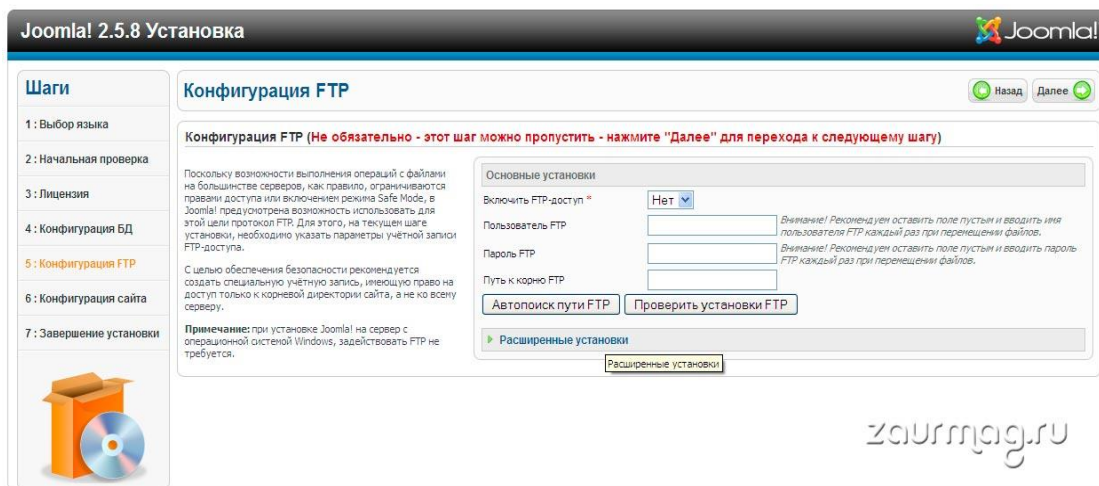 Joomla! 2.5.8 Установка
Joomla!
Шаги
1 : Выбор языка
2 : Начальная проверка
3 : Лицензия
4 : Конфигурация БД
5 : Конфигурация FTP
6 : Конфигурация сайта
7 : Завершение установки
Конфигурация FTP
Назад
Далее
Конфигурация FTP (Не обязательно - этот шаг можно пропустить - нажмите "Далее" для перехода к следующему шагу)
Поскольку возможности выполнения операций с файлами
на большинстве серверов, как правило, ограничиваются
правами доступа или включением режима Safe Mode, в
Joomla! предусмотрена возможность использовать для
этой цели протокол FTP. Для этого, на текущем шаге
установки, необходимо указать параметры учётной записи
FTP-доступа.
С целью обеспечения безопасности рекомендуется
создать специальную учётную запись, имеющую право на
доступ только к корневой директории сайта, а не ко всему
серверу.
Примечание: при установке Joomla! на сервер с
операционной системой Windows, задействовать FTP не
требуется.
Основные установки
Включить FTP-доступ *
Нет
Пользователь FTP
Внимание! Рекомендуем оставить поле пустым и вводить имя
пользователя FTP каждый раз при перемещении файлов.
Пароль FTP
Внимание! Рекомендуем оставить поле пустым и вводить пароль
FTP каждый раз при перемещении файлов.
Путь к корню FTP
Автопоиск пути FTP
Проверить установки FTP
Расширенные установки
Расширенные установки
zaurmag.ru